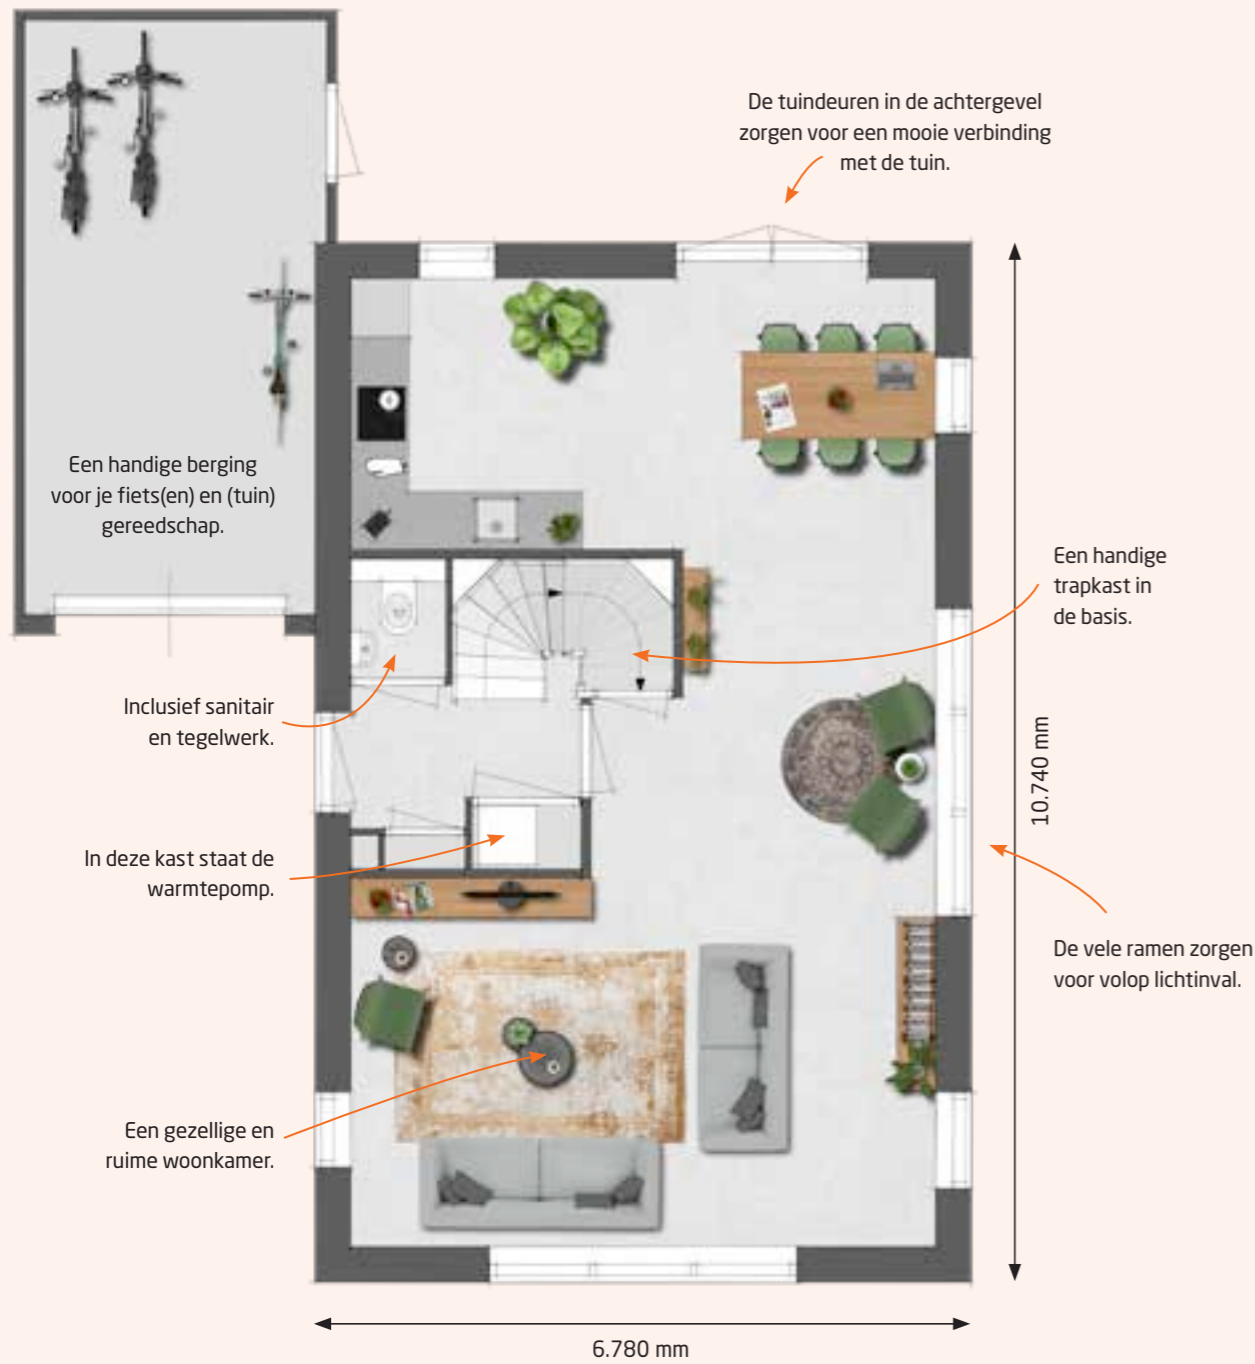 De tuindeuren in de achtergevel
zorgen voor een mooie verbinding
met de tuin.
Een handige berging
voor je fiets(en) en (tuin)
gereedschap.
Een handige
trapkast in
de basis.
Inclusief sanitair
en tegelwerk.
10.740 mm
In deze kast staat de
warmtepomp.
De vele ramen zorgen
voor volop lichtinval.
Een gezellige en
ruime woonkamer.
6.780 mm